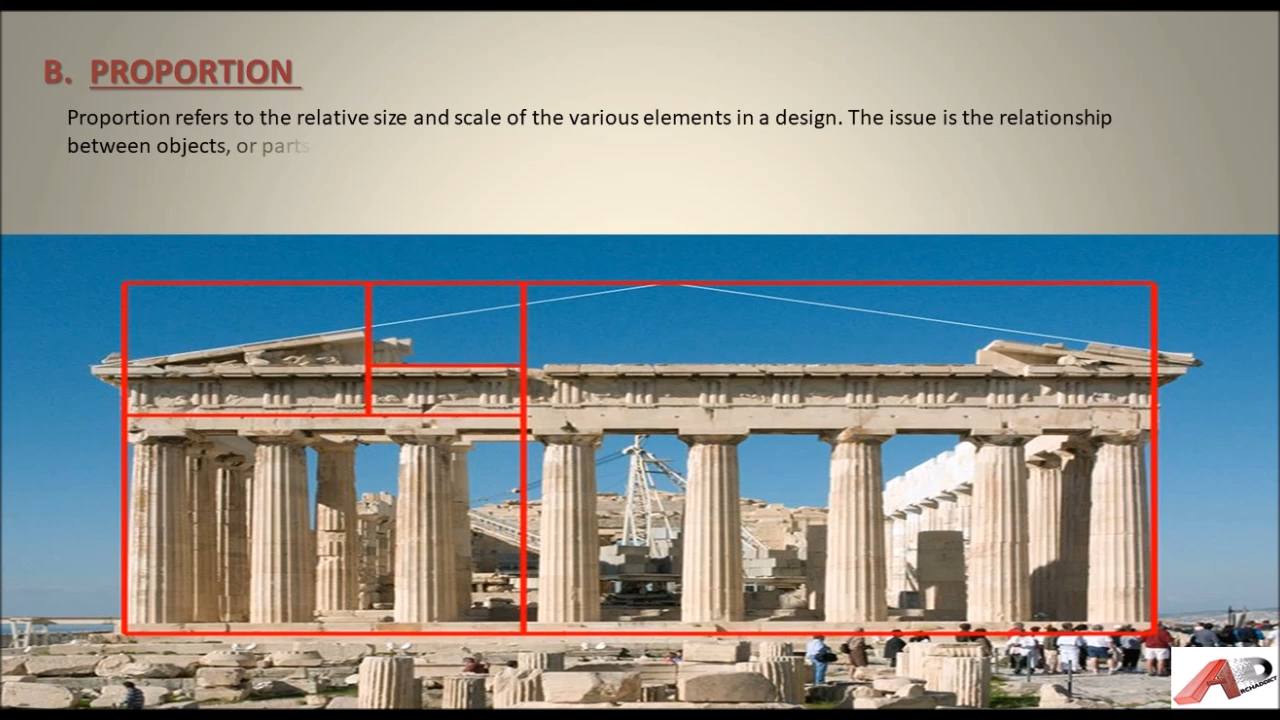 B. PROPORTION
Proportion refers to the relative size and scale of the various elements in a design. The issue is the relationship
between objects, or parts
ARCHADDICT